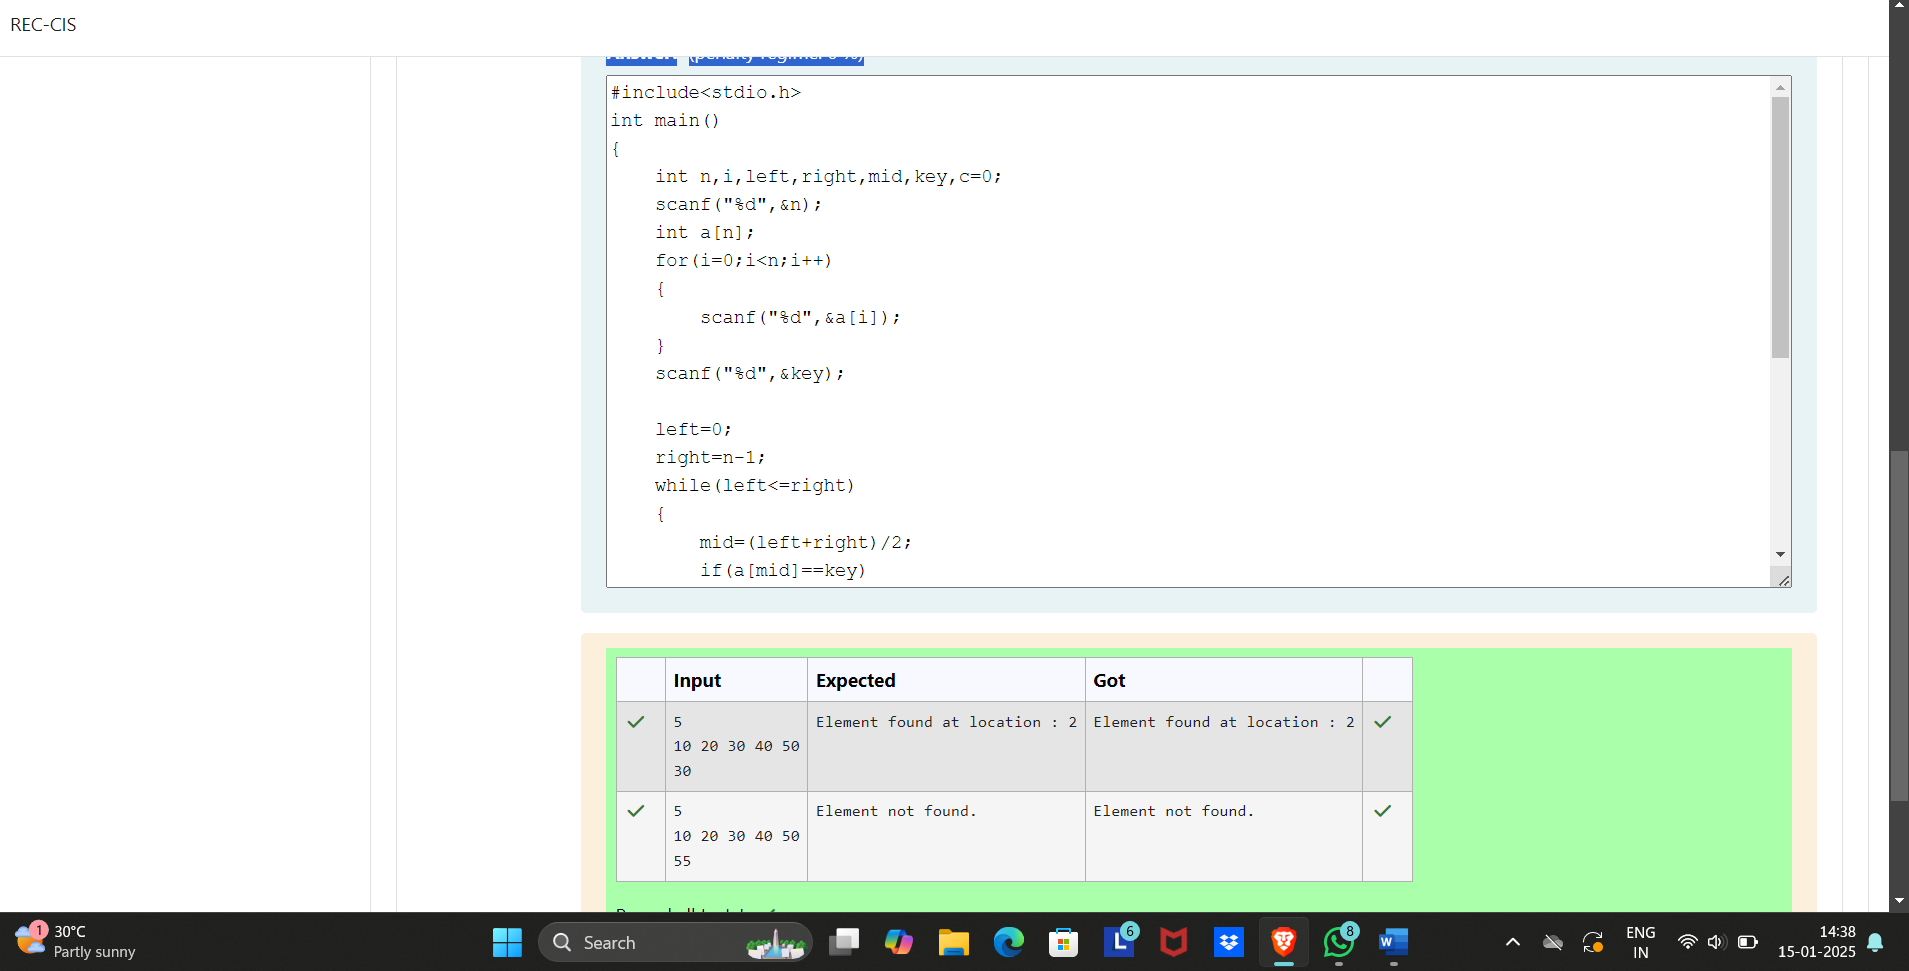 REC-CIS
#include<stdio.h>
int main()
{
    int n,i,left,right,mid,key,c=0;
    scanf("%d",&n);
    int a[n];
    for(i=0;i<n;i++)
    {
        scanf("%d",&a[i]);
    }
    scanf("%d",&key);
    left=0;
    right=n-1;
    while(left<=right)
    {
        mid=(left+right)/2;
        if(a[mid]==key)
Input Expected Got
5 Element found at location : 2 Element found at location : 2
10 20 30 40 50
30
5 Element not found. Element not found.
10 20 30 40 50
55
1 30°C
Partly sunny
Search
L 6
8
W
ENG
IN
14:38
15-01-2025